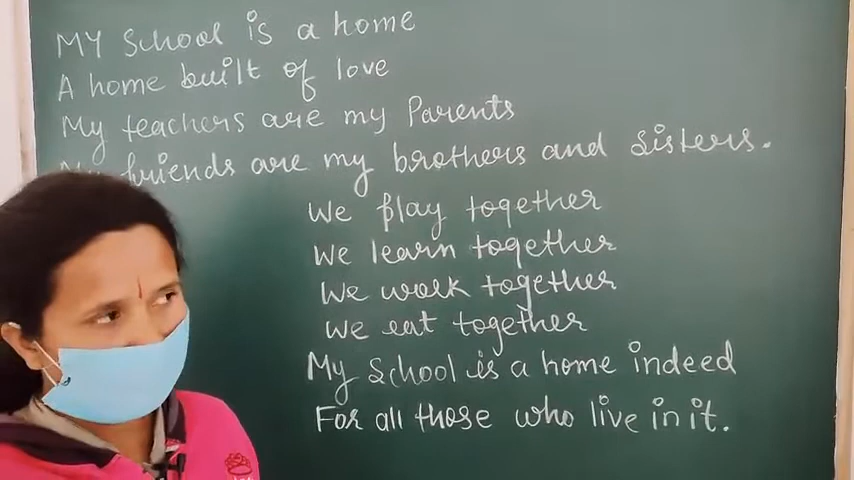 MY School is a home
A home built of love
My teachers are my Parents
My friends are my brothers and sisters.
We play together
We learn together
We work together
We eat together
My School is a home indeed
For all those who live in it.